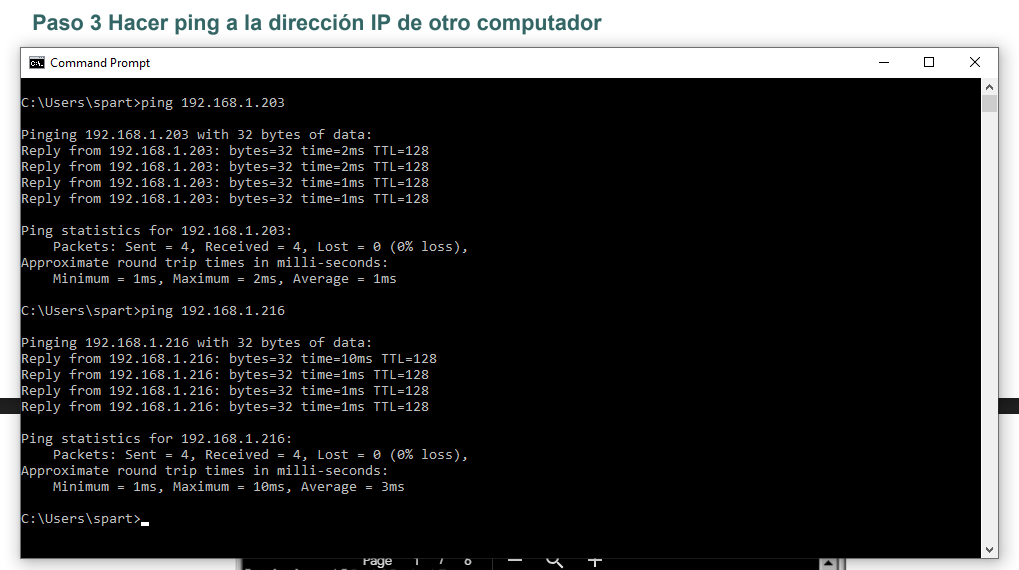 Paso 3 Hacer ping a la dirección IP de otro computador
Command Prompt
C:\Users\spart>ping 192.168.1.203
Pinging 192.168.1.203 with 32 bytes of data:
Reply from 192.168.1.203: bytes=32 time=2ms TTL=128
Reply from 192.168.1.203: bytes=32 time=2ms TTL=128
Reply from 192.168.1.203: bytes=32 time=1ms TTL=128
Reply from 192.168.1.203: bytes=32 time=1ms TTL=128
Ping statistics for 192.168.1.203:
    Packets: Sent = 4, Received = 4, Lost = 0 (0% loss),
Approximate round trip times in milli-seconds:
    Minimum = 1ms, Maximum = 2ms, Average = 1ms
C:\Users\spart>ping 192.168.1.216
Pinging 192.168.1.216 with 32 bytes of data:
Reply from 192.168.1.216: bytes=32 time=10ms TTL=128
Reply from 192.168.1.216: bytes=32 time=1ms TTL=128
Reply from 192.168.1.216: bytes=32 time=1ms TTL=128
Reply from 192.168.1.216: bytes=32 time=1ms TTL=128
Ping statistics for 192.168.1.216:
    Packets: Sent = 4, Received = 4, Lost = 0 (0% loss),
Approximate round trip times in milli-seconds:
    Minimum = 1ms, Maximum = 10ms, Average = 3ms
C:\Users\spart>
Page